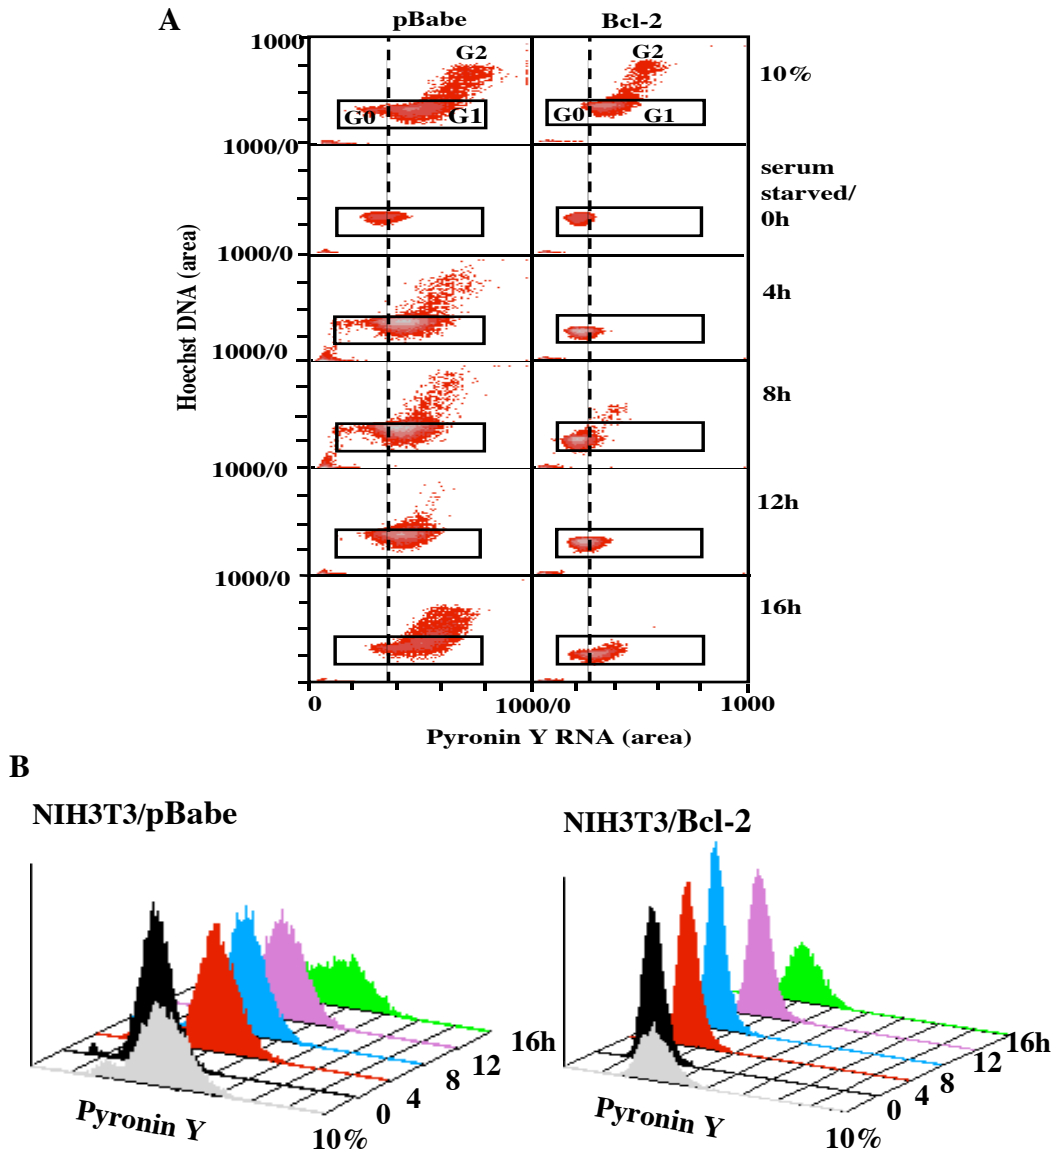 A
pBabe
Bcl-2
1000
G2
G2
10%
G0
G1
G0
G1
1000/0
serum
starved/
0h
Hoechst DNA (area)
1000/0
4h
1000/0
8h
1000/0
12h
1000/0
16h
0
1000/0
1000
Pyronin Y RNA (area)
B
NIH3T3/pBabe
NIH3T3/Bcl-2
16h
12
8
4
0
10%
Pyronin Y
16h
12
8
4
0
10%
Pyronin Y